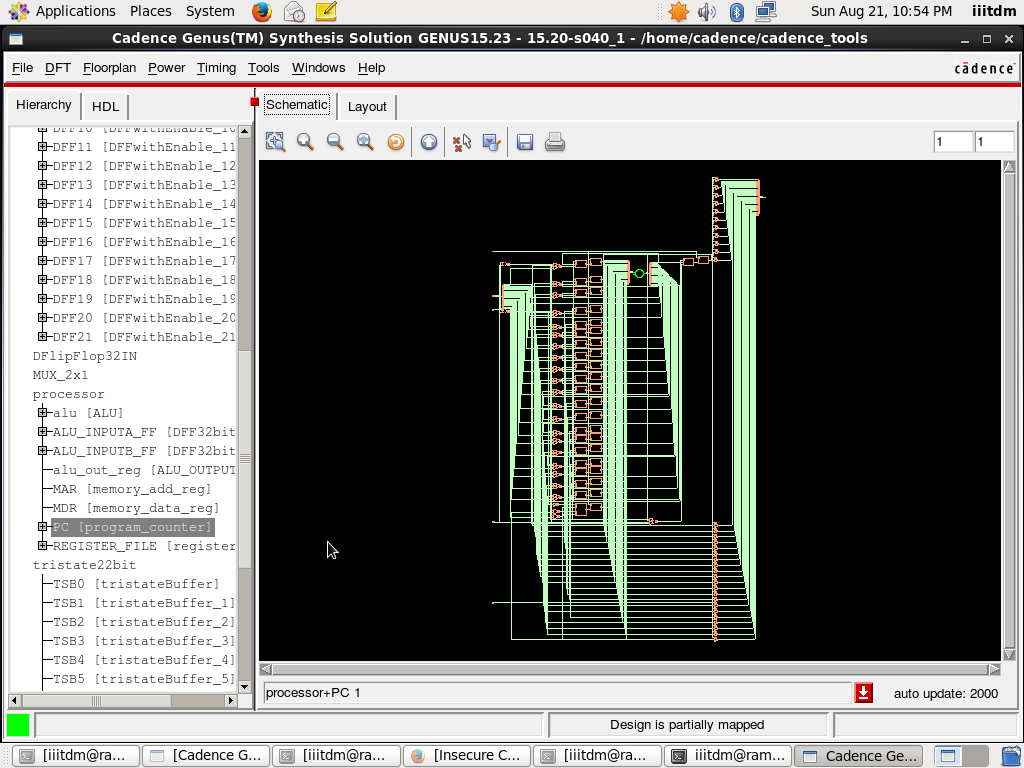 Applications Places System Sun Aug 21, 10:54 PM iiitdm
Cadence Genus(TM) Synthesis Solution GENUS15.23 - 15.20-s040_1 - /home/cadence/cadence_tools
File DFT Floorplan Power Timing Tools Windows Help cādence
Hierarchy HDL Schematic Layout
1 1
DFF10 [DFFwithEnable_10
DFF11 [DFFwithEnable_11
DFF12 [DFFwithEnable_12
DFF13 [DFFwithEnable_13
DFF14 [DFFwithEnable_14
DFF15 [DFFwithEnable_15
DFF16 [DFFwithEnable_16
DFF17 [DFFwithEnable_17
DFF18 [DFFwithEnable_18
DFF19 [DFFwithEnable_19
DFF20 [DFFwithEnable_20
DFF21 [DFFwithEnable_21
DFlipFlop32IN
MUX_2x1
processor
alu [ALU]
ALU_INPUTA_FF [DFF32bit
ALU_INPUTB_FF [DFF32bit
alu_out_reg [ALU_OUTPUT
MAR [memory_add_reg]
MDR [memory_data_reg]
PC [program_counter]
REGISTER_FILE [register
tristate22bit
TSB0 [tristateBuffer]
TSB1 [tristateBuffer_1]
TSB2 [tristateBuffer_2]
TSB3 [tristateBuffer_3]
TSB4 [tristateBuffer_4]
TSB5 [tristateBuffer_5]
processor+PC 1 auto update: 2000
Design is partially mapped
[iiitdm@ra... [Cadence G... [iiitdm@ra... [Insecure C... [iiitdm@ra... iiitdm@ram... Cadence Ge...